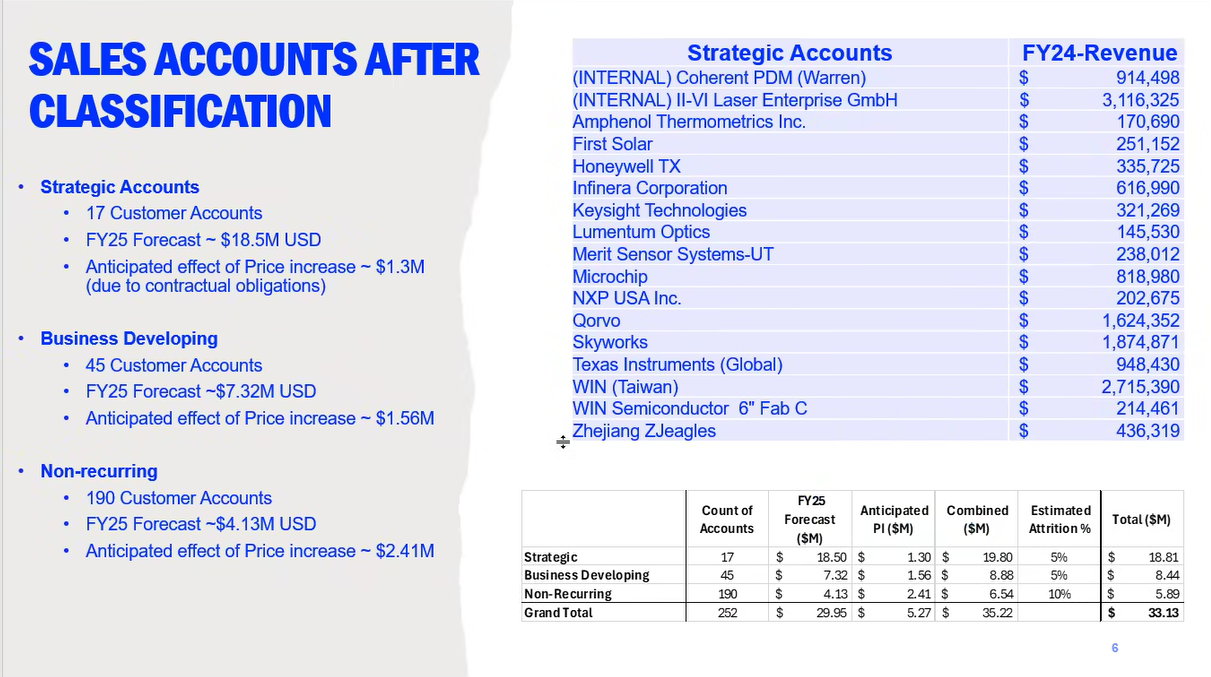 SALES ACCOUNTS AFTER
CLASSIFICATION
• Strategic Accounts
• 17 Customer Accounts
• FY25 Forecast ~ $18.5M USD
• Anticipated effect of Price increase ~ $1.3M
(due to contractual obligations)
• Business Developing
• 45 Customer Accounts
• FY25 Forecast ~$7.32M USD
• Anticipated effect of Price increase ~ $1.56M
• Non-recurring
• 190 Customer Accounts
• FY25 Forecast ~$4.13M USD
• Anticipated effect of Price increase ~ $2.41M
Strategic Accounts FY24-Revenue
(INTERNAL) Coherent PDM (Warren) $ 914,498
(INTERNAL) II-VI Laser Enterprise GmbH $ 3,116,325
Amphenol Thermometrics Inc. $ 170,690
First Solar $ 251,152
Honeywell TX $ 335,725
Infinera Corporation $ 616,990
Keysight Technologies $ 321,269
Lumentum Optics $ 145,530
Merit Sensor Systems-UT $ 238,012
Microchip $ 818,980
NXP USA Inc. $ 202,675
Qorvo $ 1,624,352
Skyworks $ 1,874,871
Texas Instruments (Global) $ 948,430
WIN (Taiwan) $ 2,715,390
WIN Semiconductor 6" Fab C $ 214,461
Zhejiang ZJeagles $ 436,319
Count of Accounts FY25 Forecast ($M) Anticipated PI ($M) Combined ($M) Estimated Attrition % Total ($M)
Strategic 17 $ 18.50 $ 1.30 $ 19.80 5% $ 18.81
Business Developing 45 $ 7.32 $ 1.56 $ 8.88 5% $ 8.44
Non-Recurring 190 $ 4.13 $ 2.41 $ 6.54 10% $ 5.89
Grand Total 252 $ 29.95 $ 5.27 $ 35.22 $ 33.13
6